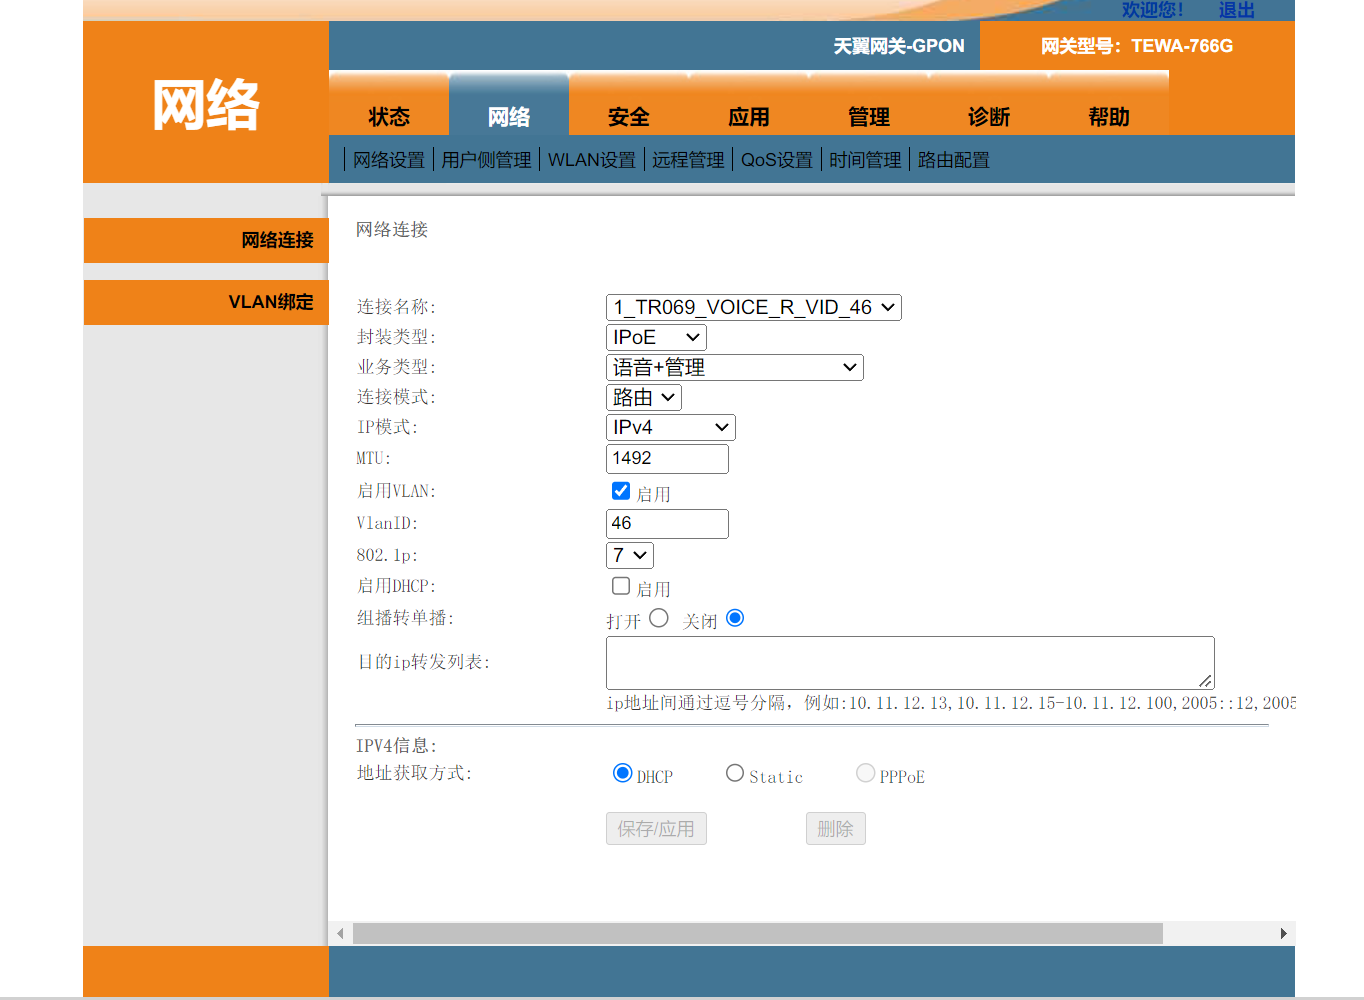 欢迎您! 退出
天翼网关-GPON 网关型号: TEWA-766G
网络
状态 网络 安全 应用 管理 诊断 帮助
网络设置 用户侧管理 WLAN设置 远程管理 QoS设置 时间管理 路由配置
网络连接
VLAN绑定
网络连接
连接名称: 1_TR069_VOICE_R_VID_46
封装类型: IPoE
业务类型: 语音+管理
连接模式: 路由
IP模式: IPv4
MTU: 1492
启用VLAN: 启用
VlanID: 46
802.1p: 7
启用DHCP: 启用
组播转单播: 打开 关闭
目的ip转发列表:
ip地址间通过逗号分隔，例如:10.11.12.13,10.11.12.15-10.11.12.100,2005::12,2005
IPV4信息:
地址获取方式: DHCP Static PPPoE
保存/应用 删除